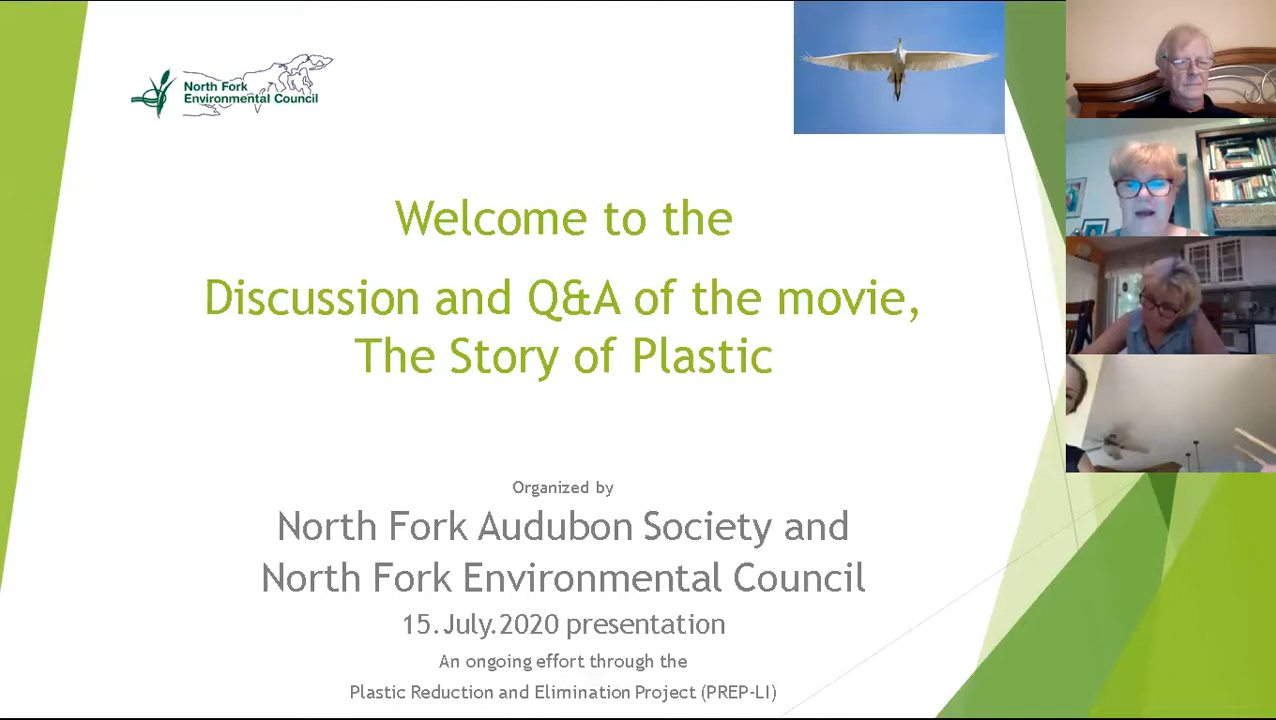 North Fork
Environmental Council
Welcome to the
Discussion and Q&A of the movie,
The Story of Plastic
Organized by
North Fork Audubon Society and
North Fork Environmental Council
15.July.2020 presentation
An ongoing effort through the
Plastic Reduction and Elimination Project (PREP-LI)